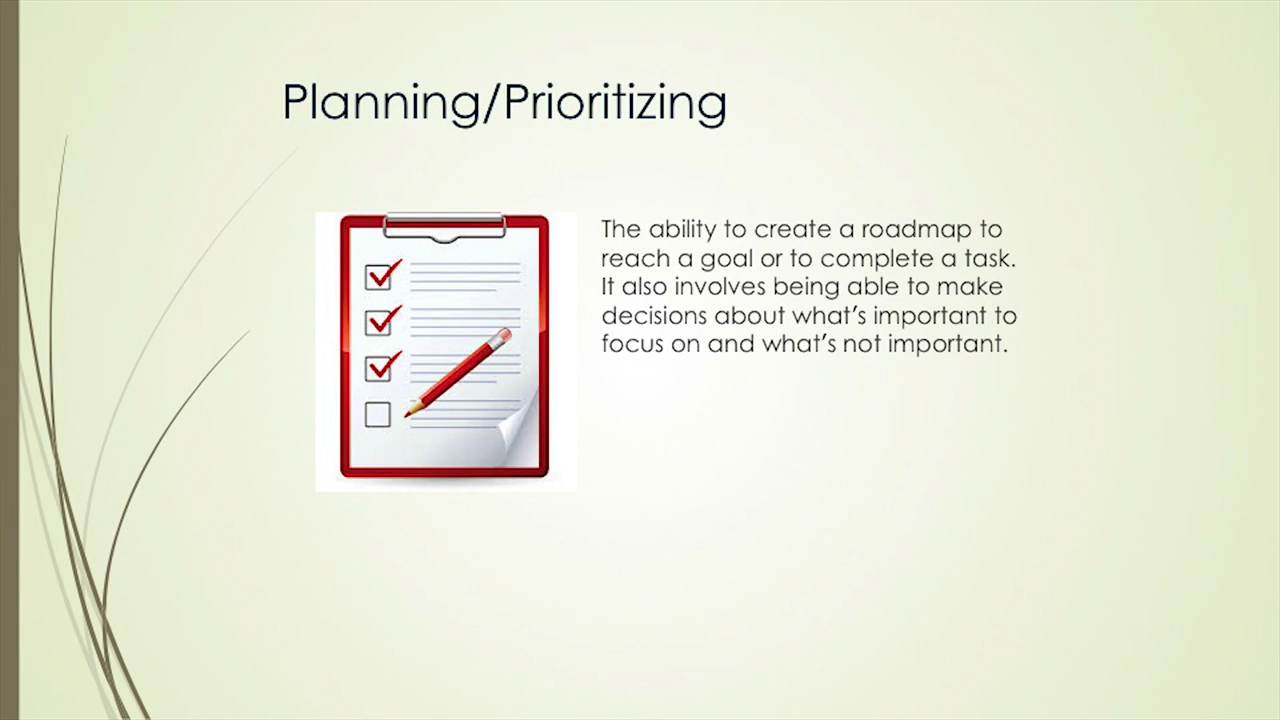 Planning/Prioritizing
The ability to create a roadmap to
reach a goal or to complete a task.
It also involves being able to make
decisions about what’s important to
focus on and what’s not important.